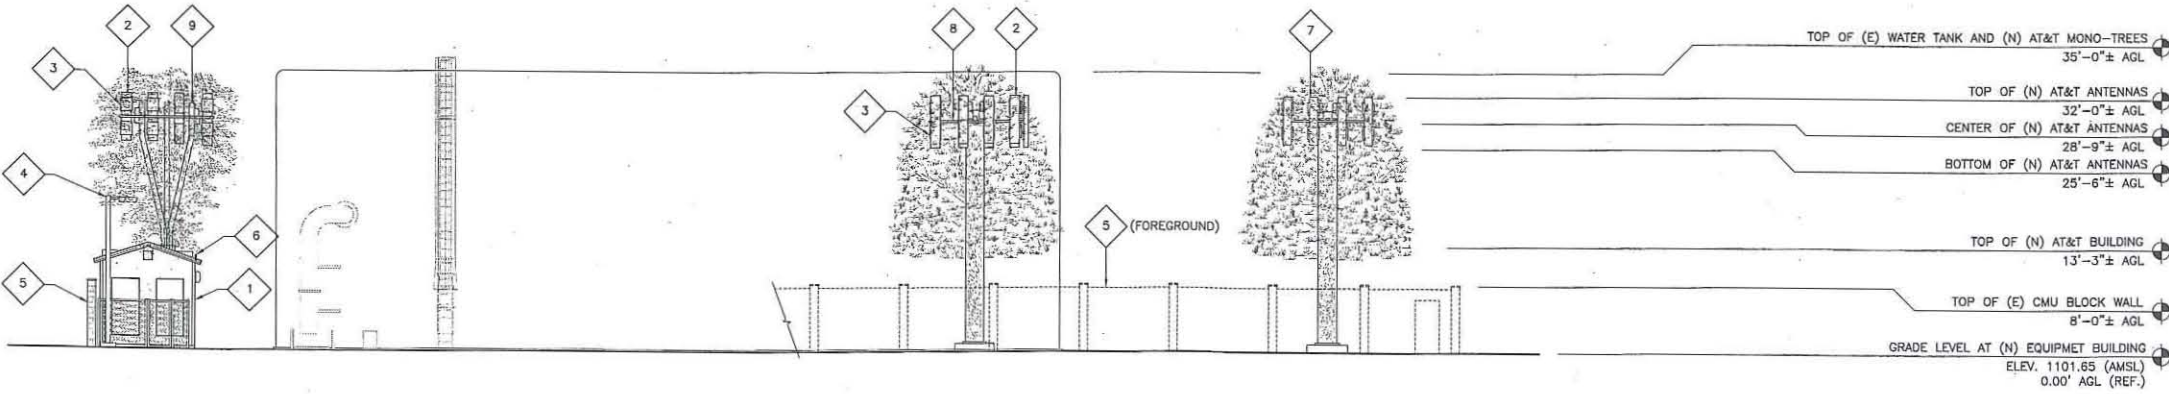 2
9
8
2
7
3
3
4
5 (FOREGROUND)
6
5
1
TOP OF (E) WATER TANK AND (N) AT&T MONO-TREES
35'-0"± AGL
TOP OF (N) AT&T ANTENNAS
32'-0"± AGL
CENTER OF (N) AT&T ANTENNAS
28'-9"± AGL
BOTTOM OF (N) AT&T ANTENNAS
25'-6"± AGL
TOP OF (N) AT&T BUILDING
13'-3"± AGL
TOP OF (E) CMU BLOCK WALL
8'-0"± AGL
GRADE LEVEL AT (N) EQUIPMET BUILDING
ELEV. 1101.65 (AMSL)
0.00' AGL (REF.)